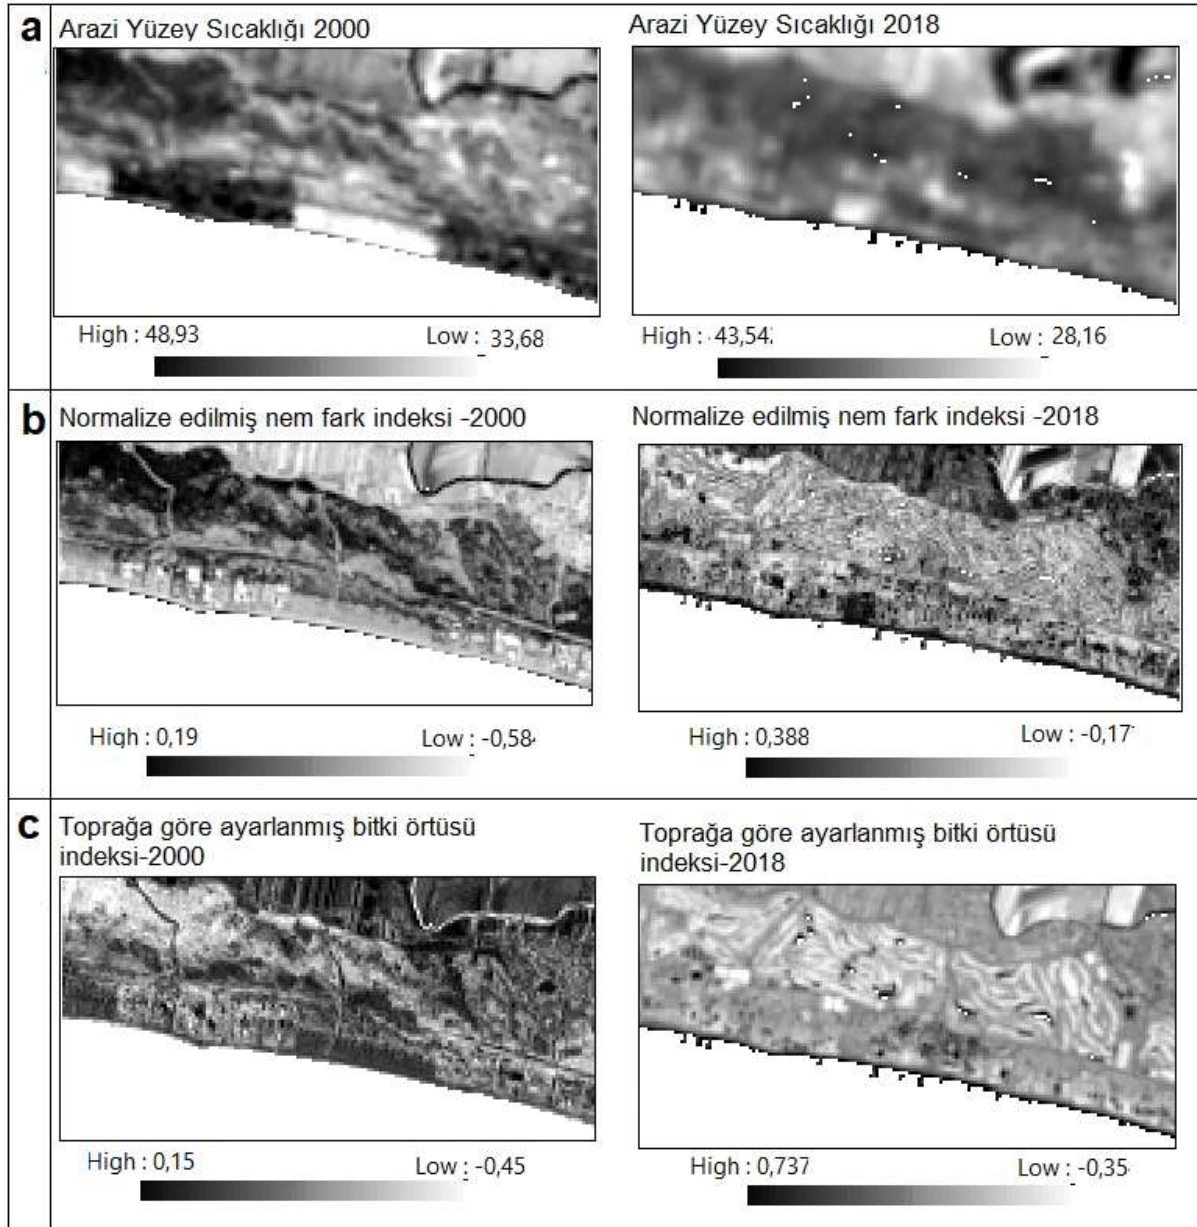 a
Arazi Yüzey Sıcaklığı 2000
Arazi Yüzey Sıcaklığı 2018
High : 48,93 Low : 33,68
High : 43,54 Low : 28,16
b
Normalize edilmiş nem fark indeksi -2000
Normalize edilmiş nem fark indeksi -2018
High : 0,19 Low : -0,58
High : 0,388 Low : -0,17
c
Toprağa göre ayarlanmış bitki örtüsü
indeksi-2000
Toprağa göre ayarlanmış bitki örtüsü
indeksi-2018
High : 0,15 Low : -0,45
High : 0,737 Low : -0,35